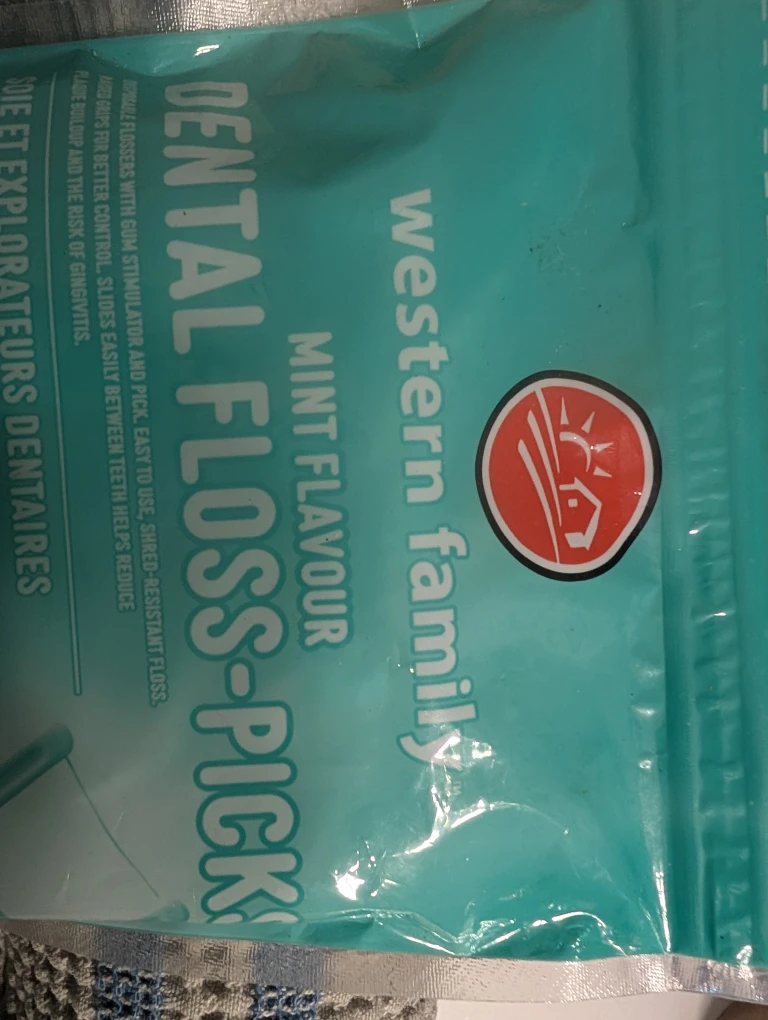 western family
MINT FLAVOUR
DENTAL FLOSS-PICKS
FLOSSERS WITH GUM STIMULATOR AND PICK. EASY TO USE, SHRED-RESISTANT FLOSS.
GRIPS FOR BETTER CONTROL. SLIDES EASILY BETWEEN TEETH HELPS REDUCE
PLAQUE BUILDUP AND THE RISK OF GINGIVITIS.
SOIE ET EXPLORATEURS DENTAIRES